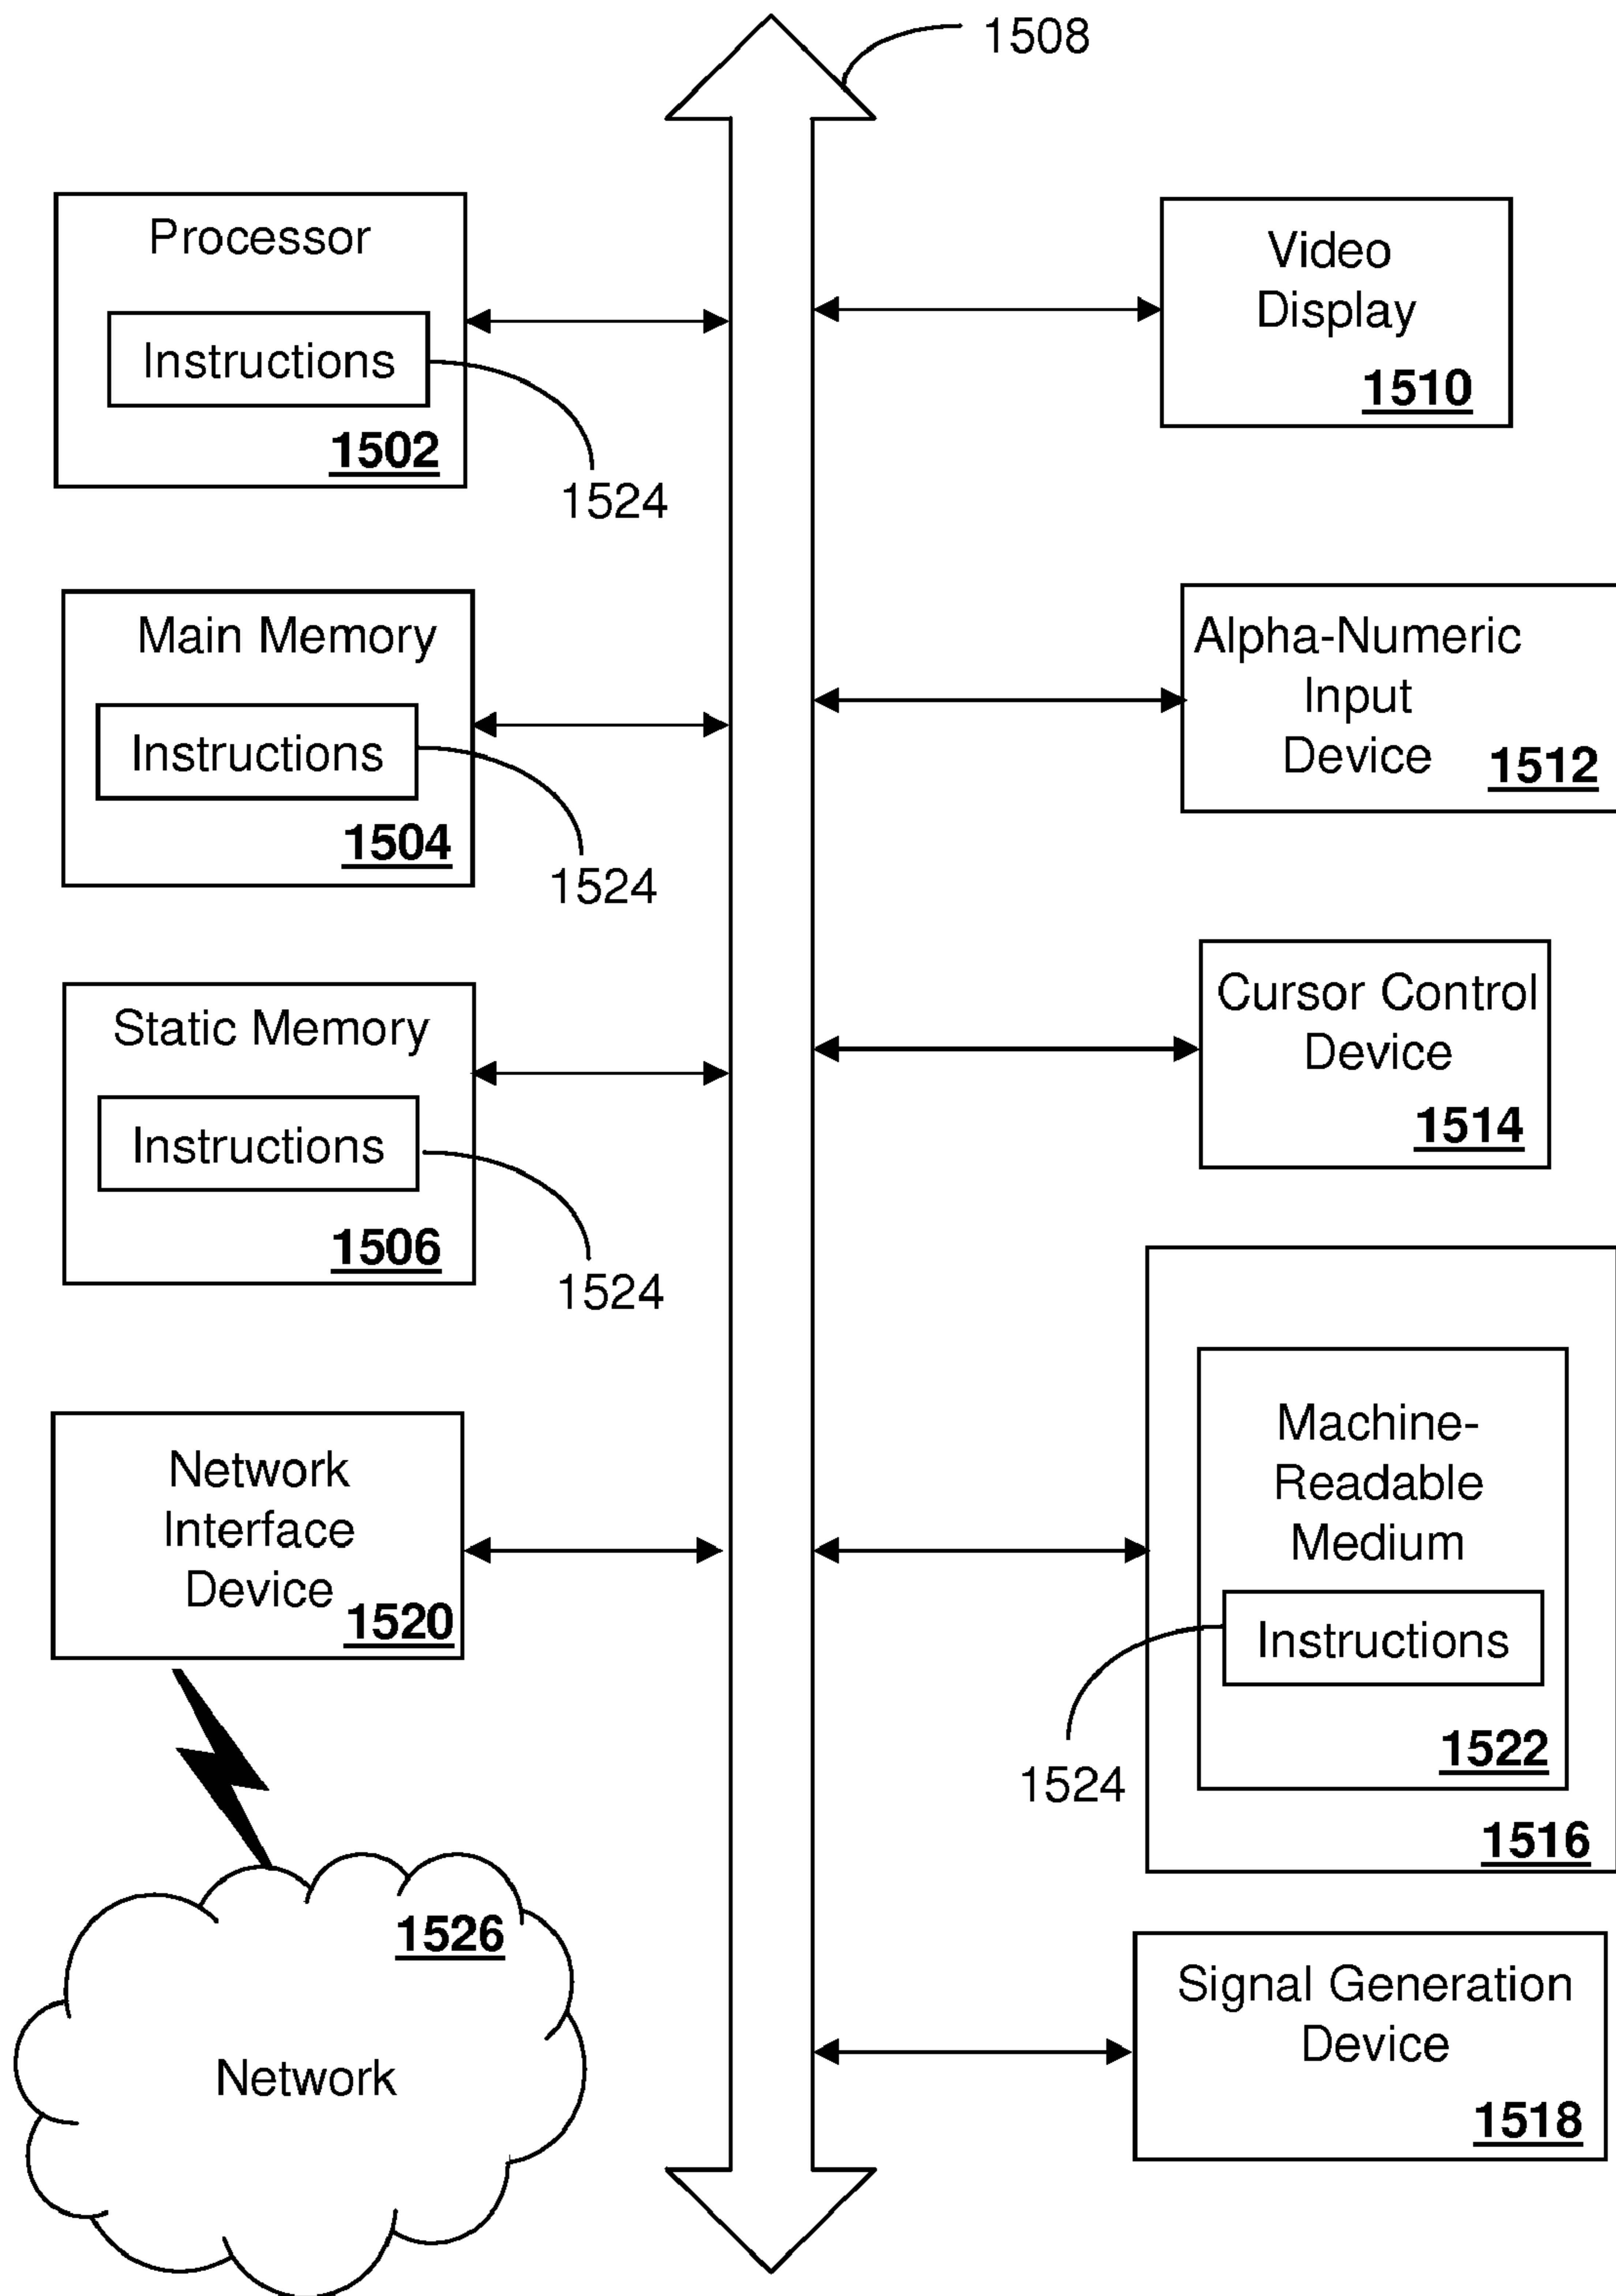 1508
Processor
Instructions
1502
1524
Main Memory
Instructions
1504
1524
Static Memory
Instructions
1506
1524
Network
Interface
Device
1520
1526
Network
Video
Display
1510
Alpha-Numeric
Input
Device
1512
Cursor Control
Device
1514
Machine-
Readable
Medium
Instructions
1522
1524
1516
Signal Generation
Device
1518